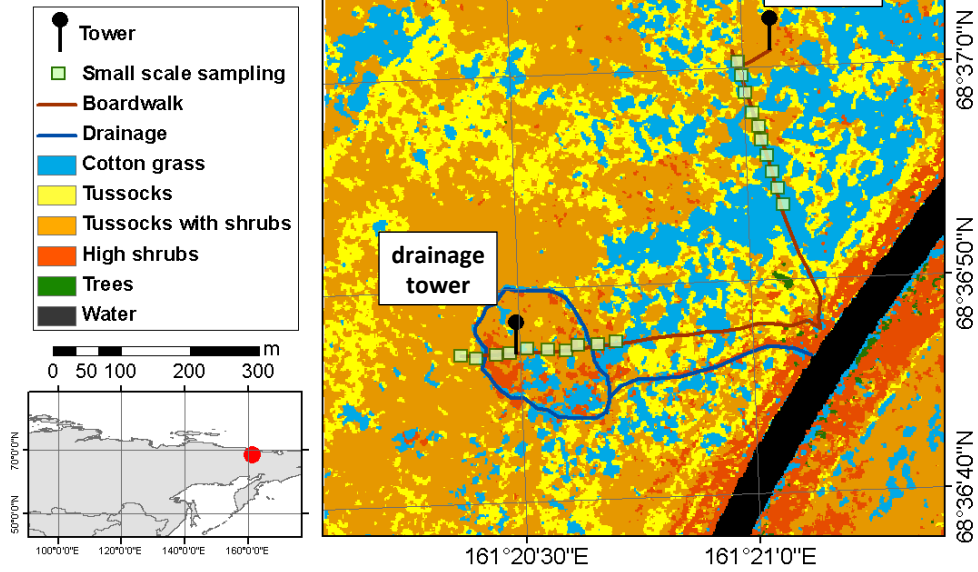 Tower
Small scale sampling
Boardwalk
Drainage
Cotton grass
Tussocks
Tussocks with shrubs
High shrubs
Trees
Water
0 50 100 200 300 m
70°0'0"N
50°0'0"N
100°0'0"E 120°0'0"E 140°0'0"E 160°0'0"E
drainage
tower
68°37'0"N
68°36'50"N
68°36'40"N
161°20'30"E 161°21'0"E